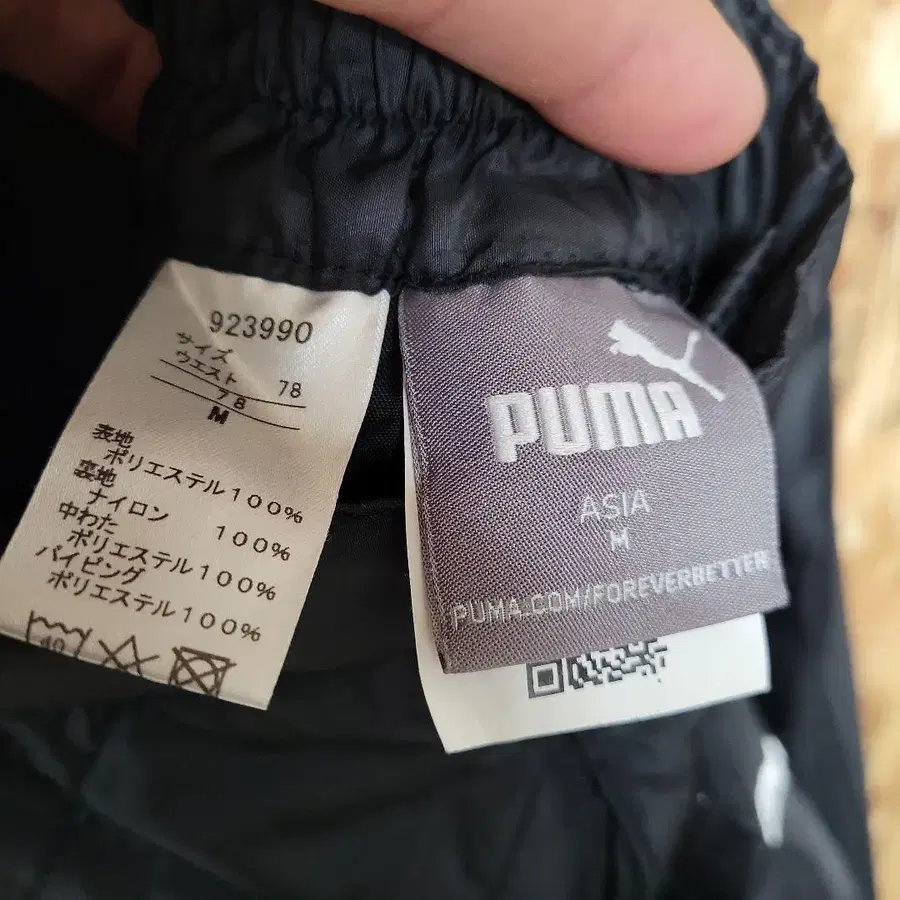 923990
サイズ
ウエスト 78
78
M
表地
ポリエステル100%
裏地
ナイロン 100%
中わた
ポリエステル100%
パイピング
ポリエステル100%
40
PUMA
ASIA
M
PUMA.COM/FOREVERBETTER